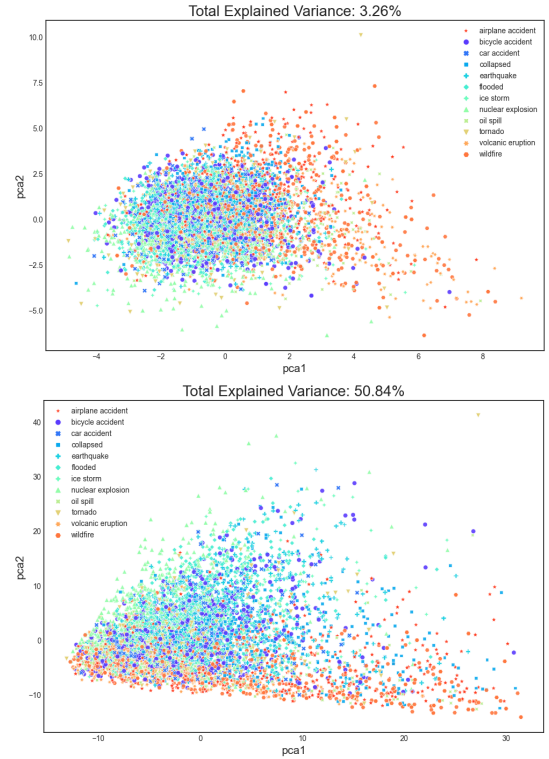 Total Explained Variance: 3.26%
10.0
7.5
5.0
2.5
0.0
−2.5
−5.0
pca2
airplane accident
bicycle accident
car accident
collapsed
earthquake
flooded
ice storm
nuclear explosion
oil spill
tornado
volcanic eruption
wildfire
−4 −2 0 2 4 6 8
pca1
Total Explained Variance: 50.84%
40
30
20
10
0
−10
pca2
airplane accident
bicycle accident
car accident
collapsed
earthquake
flooded
ice storm
nuclear explosion
oil spill
tornado
volcanic eruption
wildfire
−10 0 10 20 30
pca1